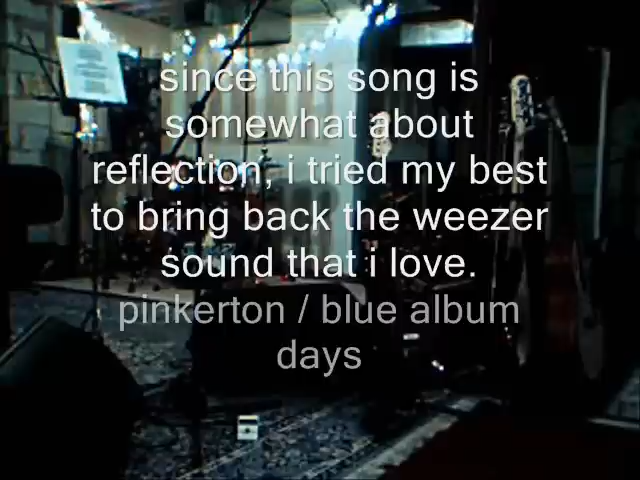 since this song is
somewhat about
reflection, i tried my best
to bring back the weezer
sound that i love.
pinkerton / blue album
days